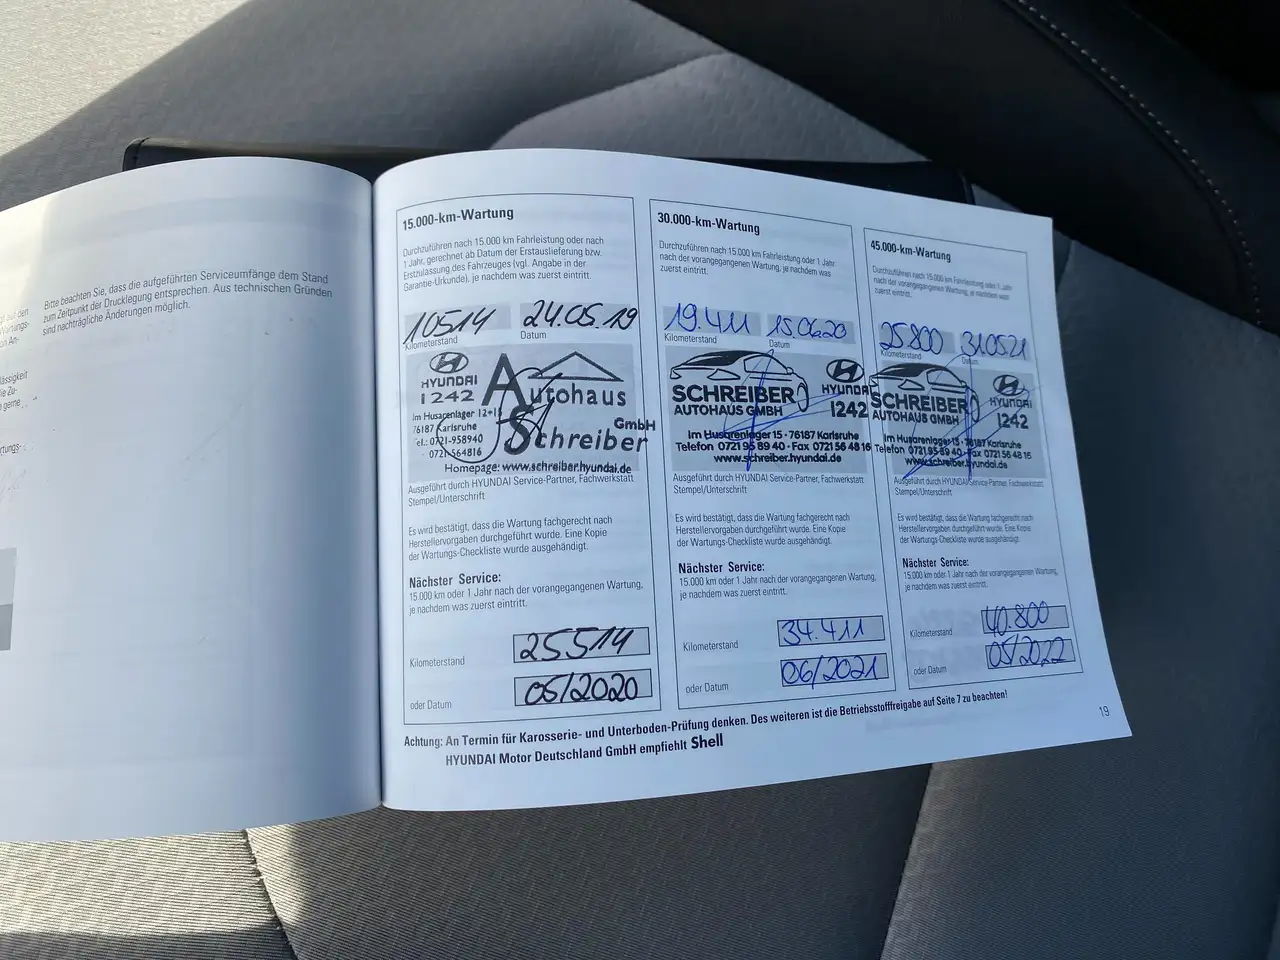 Bitte beachten Sie, dass die aufgeführten Serviceumfänge dem Stand
zum Zeitpunkt der Drucklegung entsprechen. Aus technischen Gründen
sind nachträgliche Änderungen möglich.
15.000-km-Wartung
Durchzuführen nach 15.000 km Fahrleistung oder nach
1 Jahr, gerechnet ab Datum der Erstauslieferung bzw.
Erstzulassung des Fahrzeuges (vgl. Angabe in der
Garantie-Urkunde), je nachdem was zuerst eintritt.
10514 24.05.19
Kilometerstand Datum
HYUNDAI
1242
Autohaus
Schreiber
GmbH
Im Husarenlager 12+15
76187 Karlsruhe
Tel.: 0721-958940
0721-564816
Homepage: www.schreiber.hyundai.de
Ausgeführt durch HYUNDAI Service-Partner, Fachwerkstatt
Stempel/Unterschrift
Es wird bestätigt, dass die Wartung fachgerecht nach
Herstellervorgaben durchgeführt wurde. Eine Kopie
der Wartungs-Checkliste wurde ausgehändigt.
Nächster Service:
15.000 km oder 1 Jahr nach der vorangegangenen Wartung,
je nachdem was zuerst eintritt.
Kilometerstand 25.514
oder Datum 05/2020
30.000-km-Wartung
Durchzuführen nach 15.000 km Fahrleistung oder 1 Jahr
nach der vorangegangenen Wartung, je nachdem was
zuerst eintritt.
19.411 15.06.20
Kilometerstand Datum
SCHREIBER
AUTOHAUS GMBH
HYUNDAI
1242
Im Husarenlager 15 · 76187 Karlsruhe
Telefon 0721 95 89 40 · Fax 0721 56 48 16
www.schreiber.hyundai.de
Ausgeführt durch HYUNDAI Service-Partner, Fachwerkstatt
Stempel/Unterschrift
Es wird bestätigt, dass die Wartung fachgerecht nach
Herstellervorgaben durchgeführt wurde. Eine Kopie
der Wartungs-Checkliste wurde ausgehändigt.
Nächster Service:
15.000 km oder 1 Jahr nach der vorangegangenen Wartung,
je nachdem was zuerst eintritt.
Kilometerstand 34.411
oder Datum 06/2021
45.000-km-Wartung
Durchzuführen nach 15.000 km Fahrleistung oder 1 Jahr
nach der vorangegangenen Wartung, je nachdem was
zuerst eintritt.
25.800 31.05.21
Kilometerstand Datum
SCHREIBER
AUTOHAUS GMBH
HYUNDAI
1242
Im Husarenlager 15 · 76187 Karlsruhe
Telefon 0721 95 89 40 · Fax 0721 56 48 16
www.schreiber.hyundai.de
Ausgeführt durch HYUNDAI Service-Partner, Fachwerkstatt
Stempel/Unterschrift
Es wird bestätigt, dass die Wartung fachgerecht nach
Herstellervorgaben durchgeführt wurde. Eine Kopie
der Wartungs-Checkliste wurde ausgehändigt.
Nächster Service:
15.000 km oder 1 Jahr nach der vorangegangenen Wartung,
je nachdem was zuerst eintritt.
Kilometerstand 40.800
oder Datum 05/2022
Achtung: An Termin für Karosserie- und Unterboden-Prüfung denken. Des weiteren ist die Betriebsstofffreigabe auf Seite 7 zu beachten!
HYUNDAI Motor Deutschland GmbH empfiehlt Shell
19